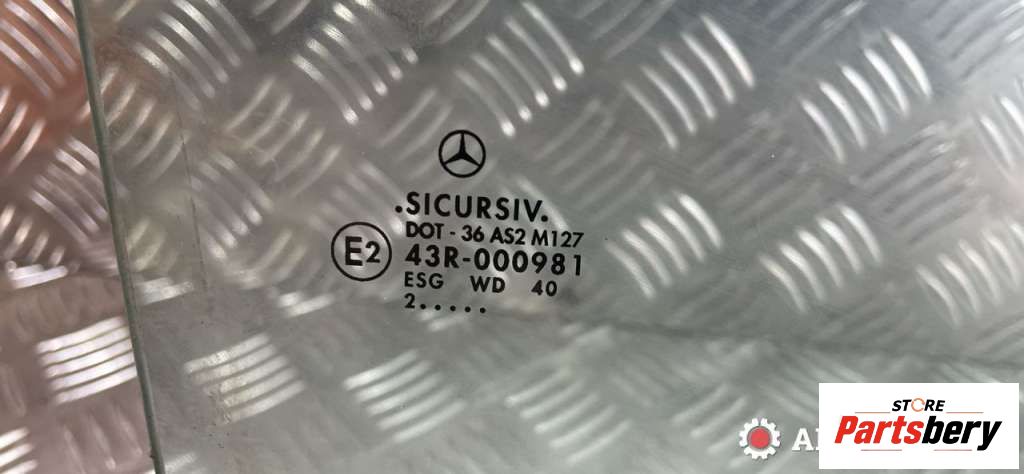 .SICURSIV.
DOT - 36 AS2 M127
E2 43R-000981
ESG WD 40
2.....
STORE
Partsbery